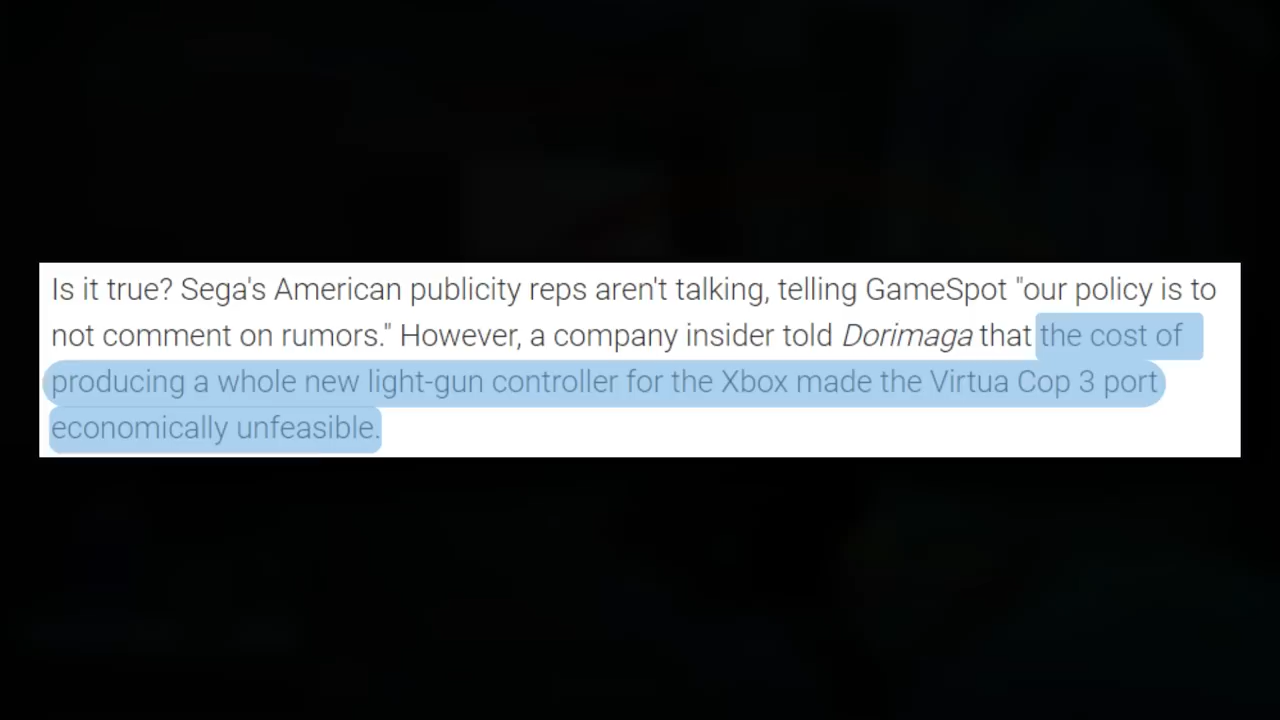 Is it true? Sega's American publicity reps aren't talking, telling GameSpot "our policy is to
not comment on rumors." However, a company insider told Dorimaga that the cost of
producing a whole new light-gun controller for the Xbox made the Virtua Cop 3 port
economically unfeasible.